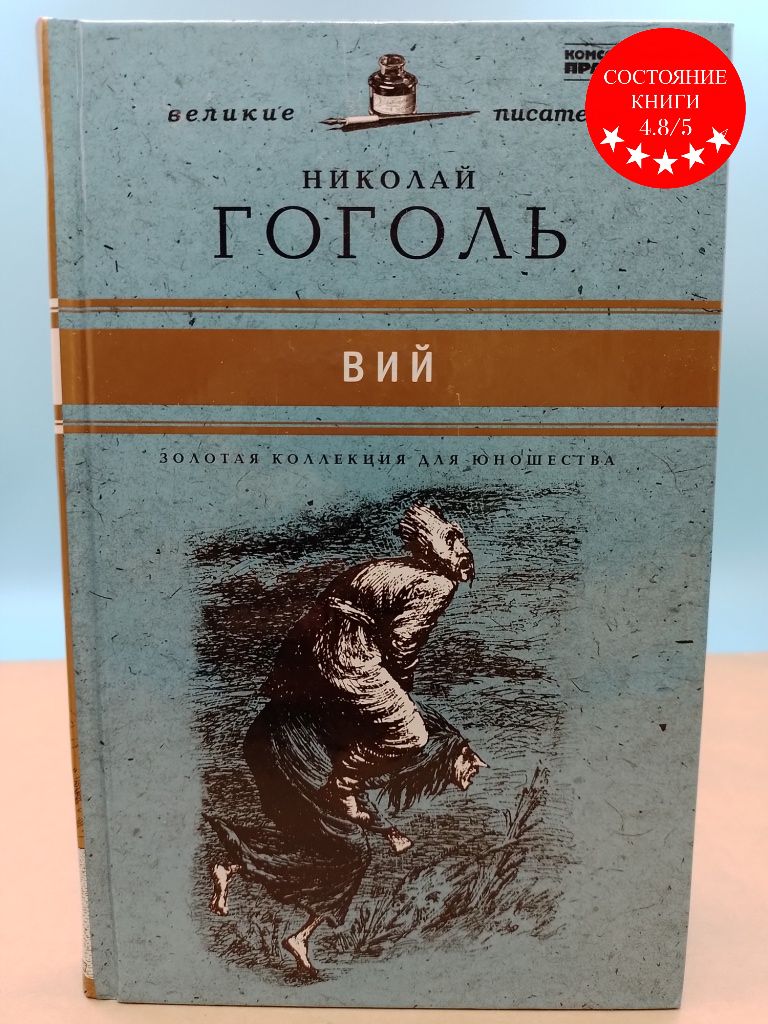 СОСТОЯНИЕ
КНИГИ
4.8/5
великие
НИКОЛАЙ
ГОГОЛЬ
ВИЙ
ЗОЛОТАЯ КОЛЛЕКЦИЯ ДЛЯ ЮНОШЕСТВА